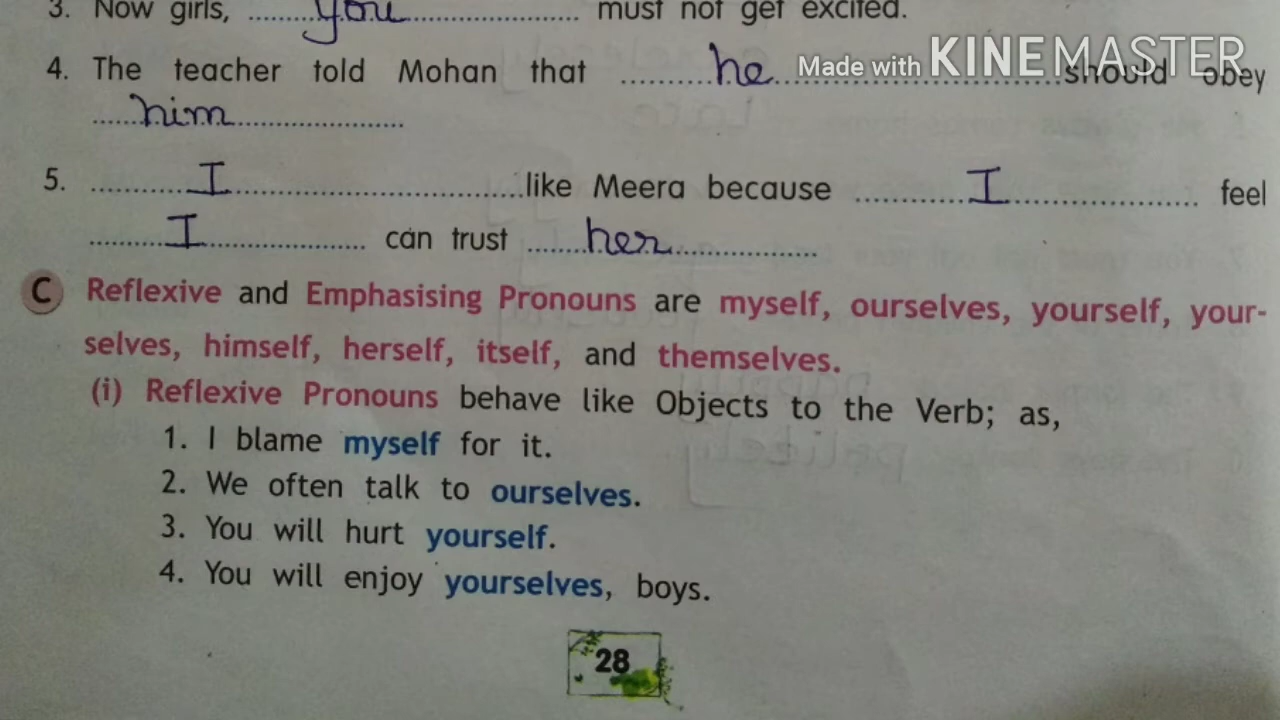 3. Now girls, ..........you.......................... must not get excited.
4. The teacher told Mohan that ..........he..............................should obey
Made with KINEMASTER
......him....................
5. ...........I...................................like Meera because .............I....................... feel
..........I.................. can trust .......her................
C Reflexive and Emphasising Pronouns are myself, ourselves, yourself, your-
selves, himself, herself, itself, and themselves.
(i) Reflexive Pronouns behave like Objects to the Verb; as,
1. I blame myself for it.
2. We often talk to ourselves.
3. You will hurt yourself.
4. You will enjoy yourselves, boys.
28